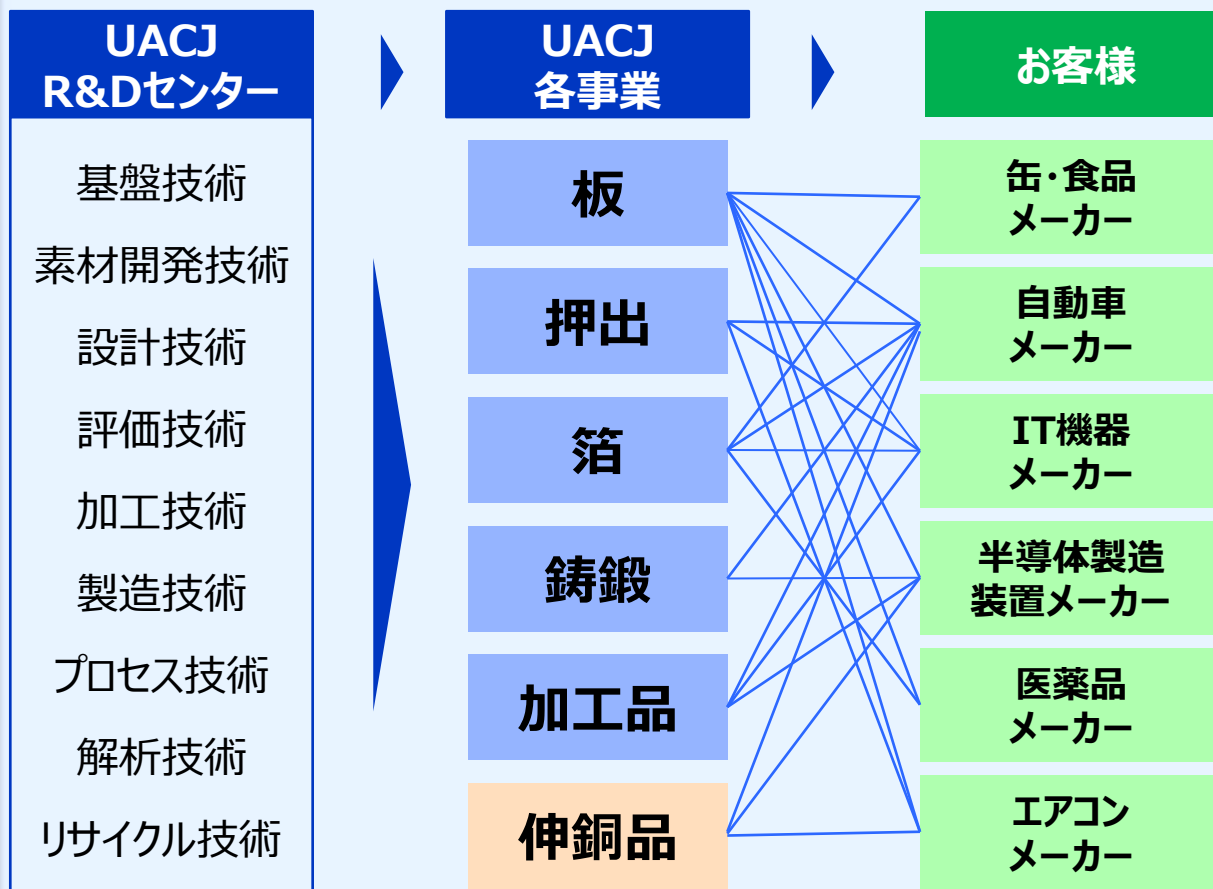 UACJ
R&Dセンター
基盤技術
素材開発技術
設計技術
評価技術
加工技術
製造技術
プロセス技術
解析技術
リサイクル技術
UACJ
各事業
板
押出
箔
鋳鍛
加工品
伸銅品
お客様
缶・食品
メーカー
自動車
メーカー
IT機器
メーカー
半導体製造
装置メーカー
医薬品
メーカー
エアコン
メーカー